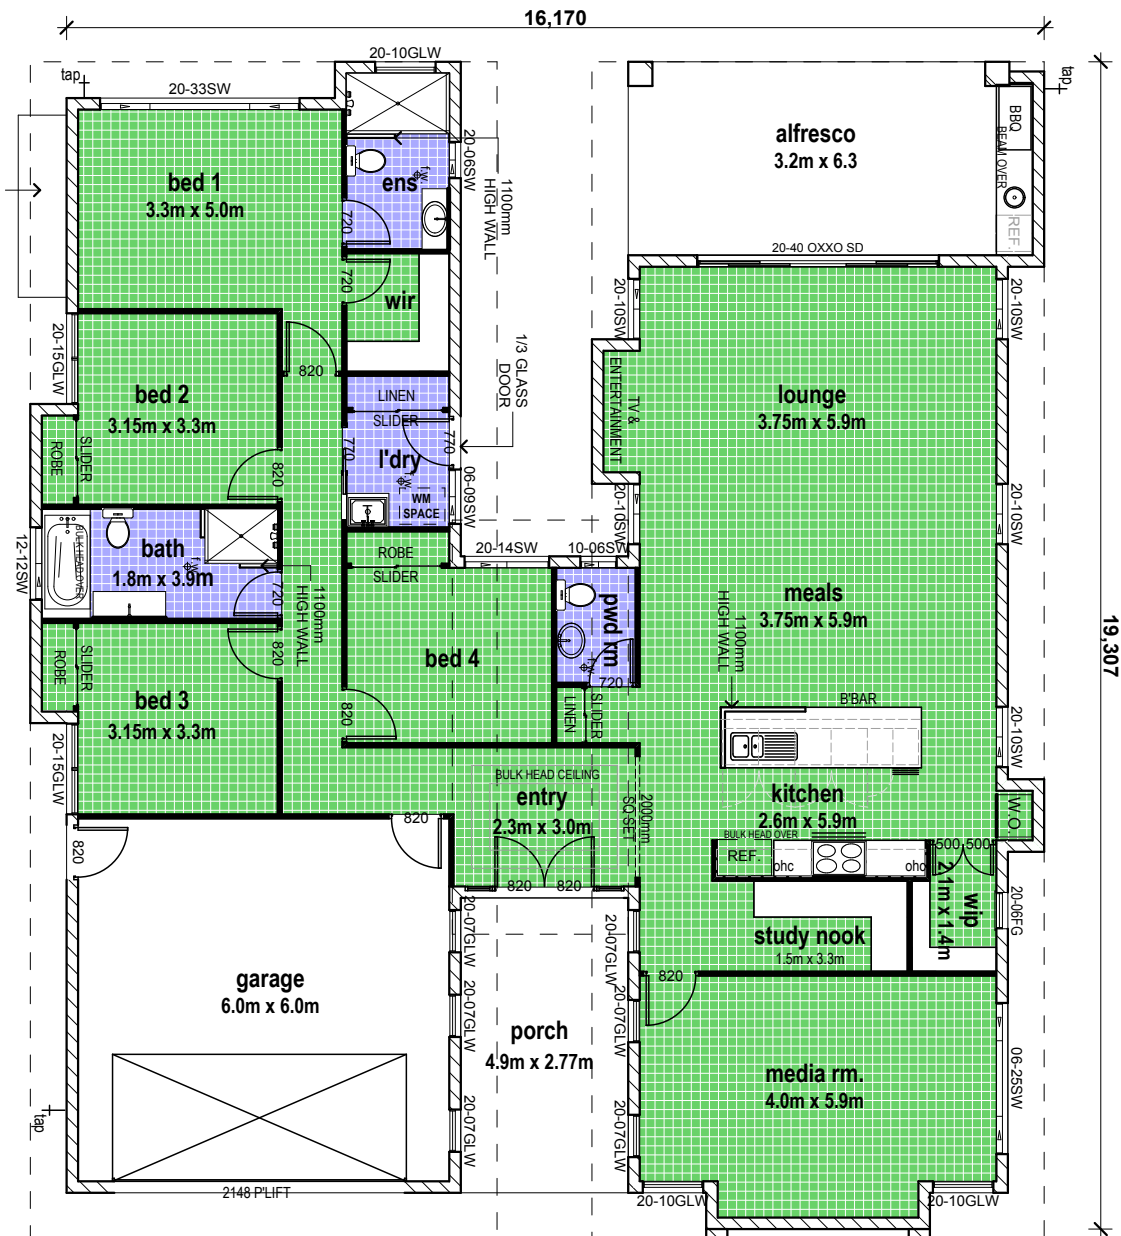 16,170
20-10GLW
tap
20-33SW
tap
bed 1
3.3m x 5.0m
ens
f.w.
20-06SW
1100mm
HIGH WALL
720
720
wir
alfresco
3.2m x 6.3
BBQ
BEAM OVER
REF.
20-40 OXXO SD
20-15GLW
820
20-10SW
20-10SW
bed 2
3.15m x 3.3m
LINEN
SLIDER
1/3 GLASS
DOOR
TV &
ENTERTAINMENT
lounge
3.75m x 5.9m
ROBE
SLIDER
820
770
770
l'dry
f.w.
WM
SPACE
06-09SW
20-10SW
20-10SW
12-12SW
BULK HEAD OVER
bath
1.8m x 3.9m
f.w.
720
1100mm
HIGH WALL
ROBE
SLIDER
20-14SW
10-06SW
pwd rm
f.w.
720
meals
3.75m x 5.9m
1100mm
HIGH WALL
19,307
ROBE
SLIDER
820
bed 3
3.15m x 3.3m
20-15GLW
bed 4
820
LINEN
SLIDER
B'BAR
20-10SW
BULK HEAD CEILING
entry
2.3m x 3.0m
2000mm
SQ SET
kitchen
2.6m x 5.9m
W.O.
820
820
820
820
BULK HEAD OVER
REF.
ohc
ohc
500
500
wip
2.1m x 1.4m
20-06FG
20-07GLW
20-07GLW
study nook
1.5m x 3.3m
garage
6.0m x 6.0m
20-07GLW
porch
4.9m x 2.77m
20-07GLW
820
media rm.
4.0m x 5.9m
06-25SW
tap
20-07GLW
20-07GLW
2148 P'LIFT
20-10GLW
20-10GLW